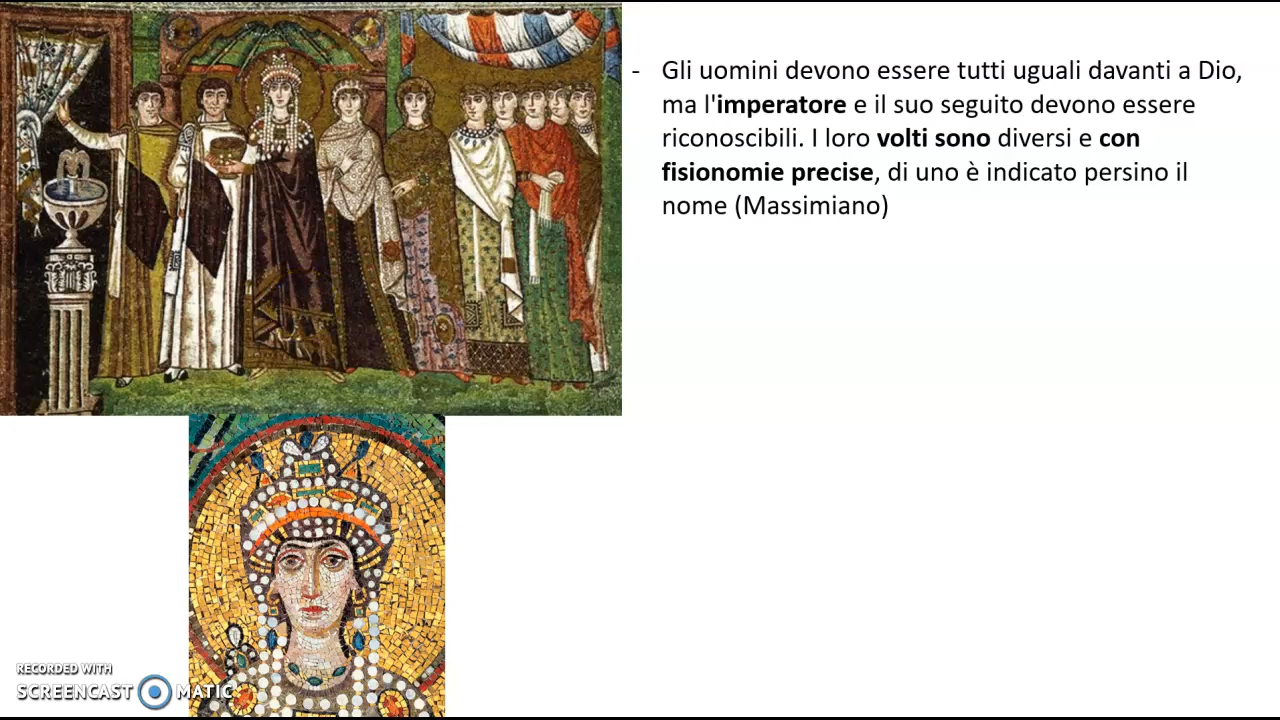 - Gli uomini devono essere tutti uguali davanti a Dio,
ma l'imperatore e il suo seguito devono essere
riconoscibili. I loro volti sono diversi e con
fisionomie precise, di uno è indicato persino il
nome (Massimiano)
RECORDED WITH
SCREENCAST MATIC